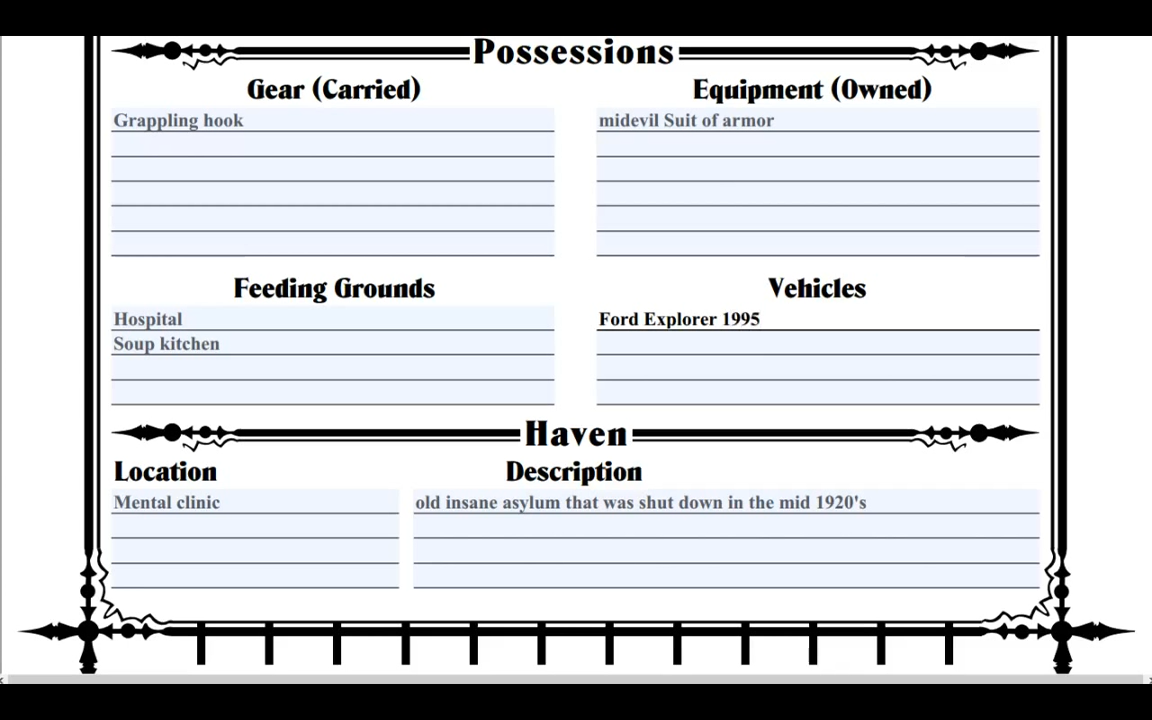 Possessions
Gear (Carried)
Equipment (Owned)
Grappling hook
midevil Suit of armor
Feeding Grounds
Vehicles
Hospital
Ford Explorer 1995
Soup kitchen
Haven
Location
Description
Mental clinic
old insane asylum that was shut down in the mid 1920's